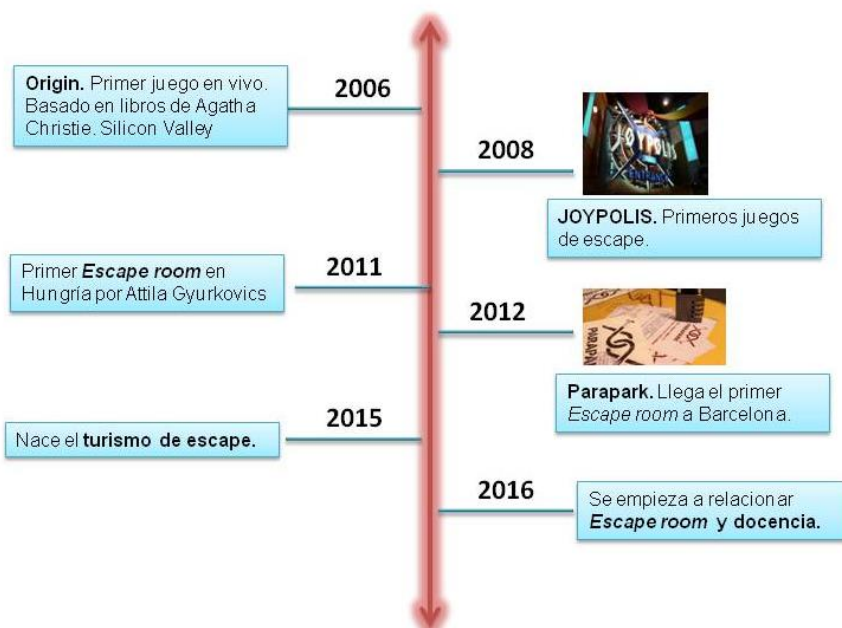 2006
Origin. Primer juego en vivo.
Basado en libros de Agatha
Christie. Silicon Valley
2008
JOYPOLIS
ENTRANCE
JOYPOLIS. Primeros juegos
de escape.
2011
Primer Escape room en
Hungría por Attila Gyurkovics
2012
PARAPARK
Parapark. Llega el primer
Escape room a Barcelona.
2015
Nace el turismo de escape.
2016
Se empieza a relacionar
Escape room y docencia.